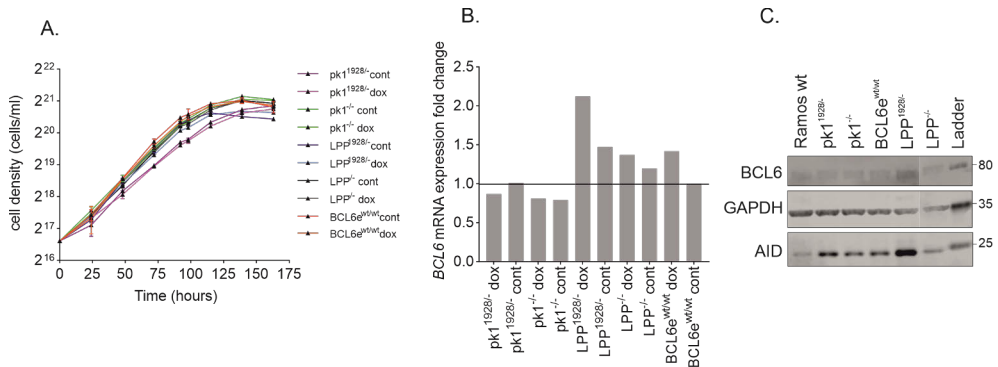 A.
cell density (cells/ml)
2^22
2^21
2^20
2^19
2^18
2^17
2^16
0 25 50 75 100 125 150 175
Time (hours)
pk1^1928/- cont
pk1^1928/- dox
pk1^-/- cont
pk1^-/- dox
LPP^1928/- cont
LPP^1928/- dox
LPP^/- cont
LPP^/- dox
BCL6e^wt/wt cont
BCL6e^wt/wt dox
B.
BCL6 mRNA expression fold change
2.5
2.0
1.5
1.0
0.5
0.0
pk1^1928/- dox
pk1^1928/- cont
pk1^-/- dox
pk1^-/- cont
LPP^1928/- dox
LPP^1928/- cont
LPP^-/- dox
LPP^-/- cont
BCL6e^wt/wt dox
BCL6e^wt/wt cont
C.
Ramos wt
pk1^1928/-
pk1^-/-
BCL6e^wt/wt
LPP^1928/-
LPP^-/-
Ladder
BCL6
80
GAPDH
35
AID
25